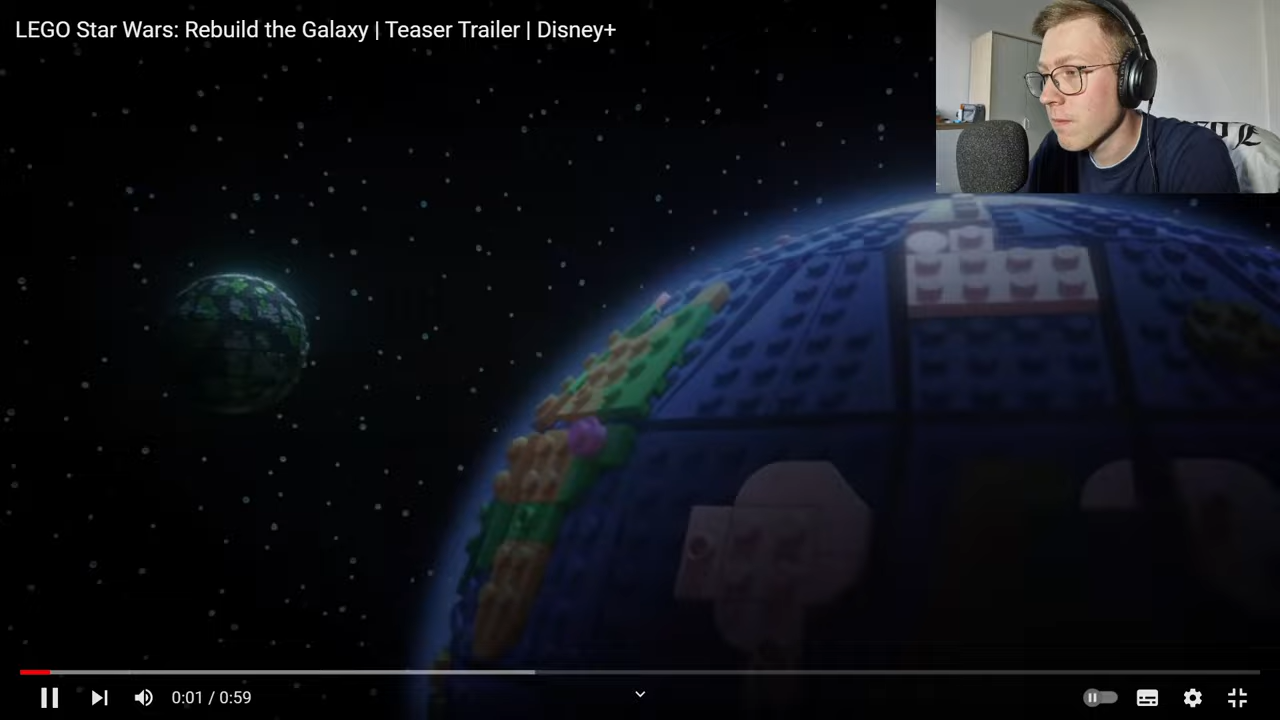 LEGO Star Wars: Rebuild the Galaxy | Teaser Trailer | Disney+
0:01 / 0:59